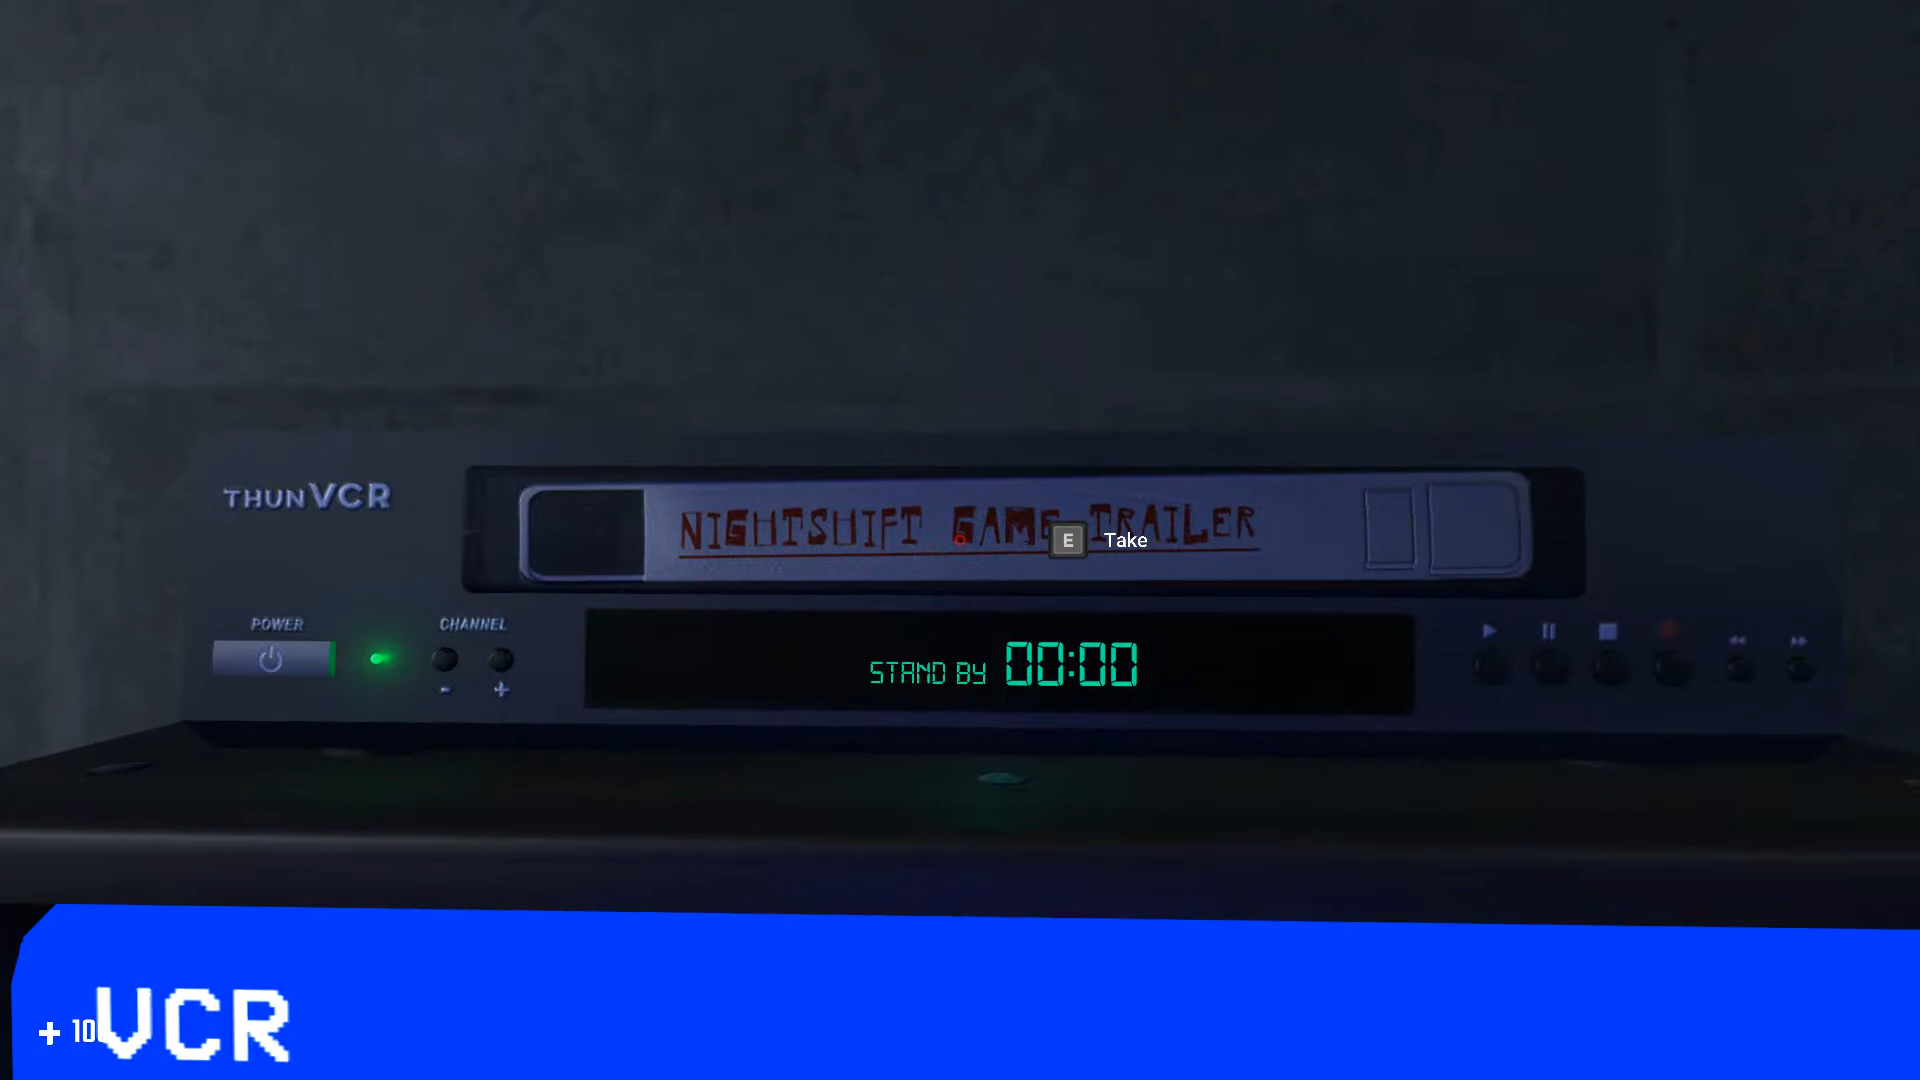 THUNVCR
NIGHTSHIFT GAME TRAILER
E Take
POWER
CHANNEL
- +
STAND BY 00:00
VCR
+ 10